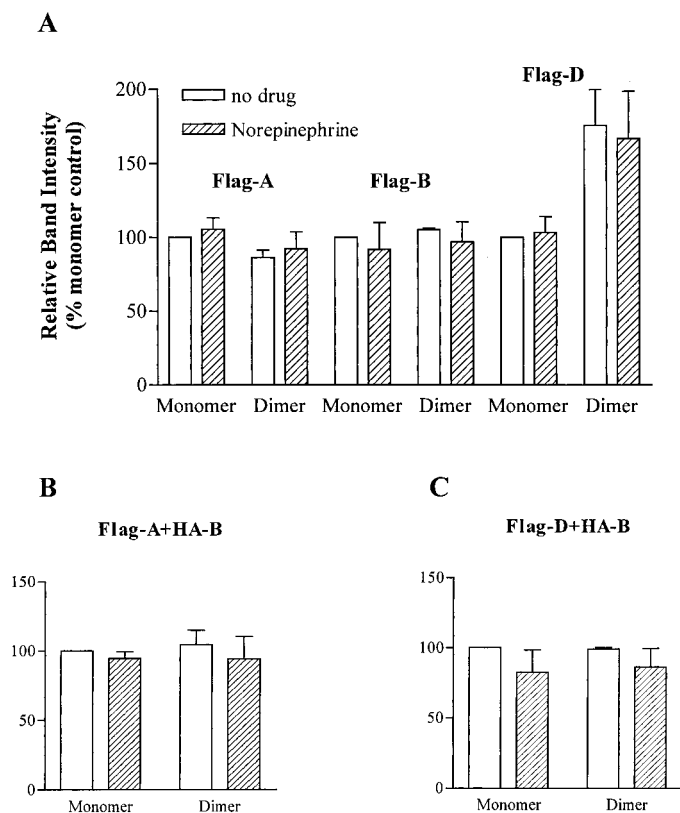 A
Flag-D
200
no drug
Norepinephrine
150
Flag-A
Flag-B
100
50
0
Relative Band Intensity
(% monomer control)
Monomer Dimer Monomer Dimer Monomer Dimer
B
Flag-A+HA-B
150
100
50
0
Monomer Dimer
C
Flag-D+HA-B
150
100
50
0
Monomer Dimer